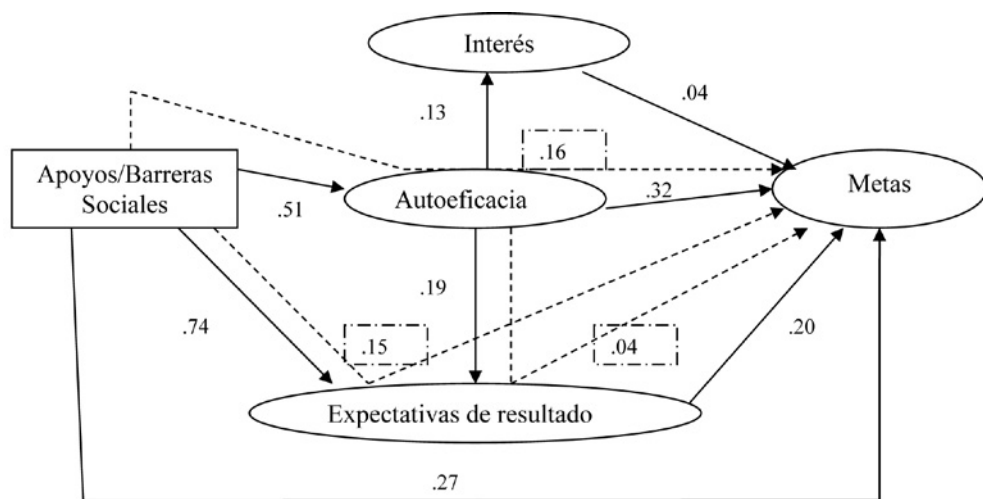 Interés
.04
.13
.16
Apoyos/Barreras
Sociales
.51
Autoeficacia
.32
Metas
.19
.74
.15
.04
.20
Expectativas de resultado
.27